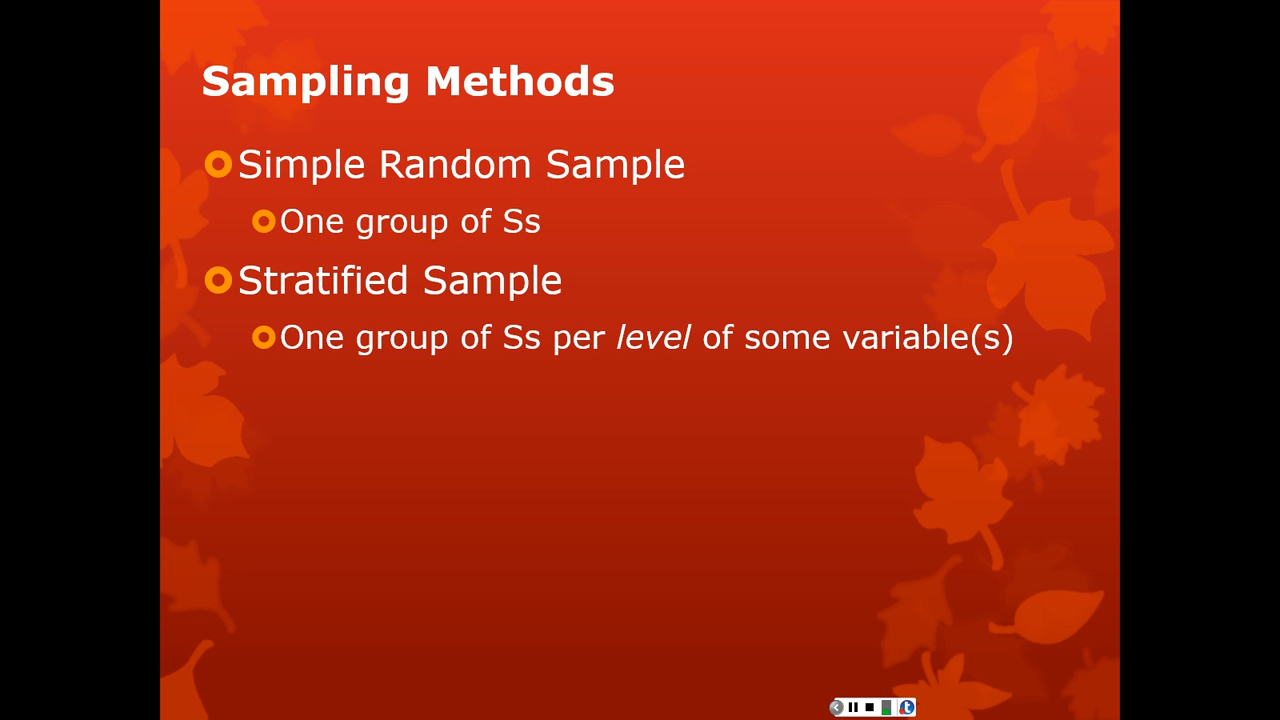 Sampling Methods
Simple Random Sample
One group of Ss
Stratified Sample
One group of Ss per level of some variable(s)